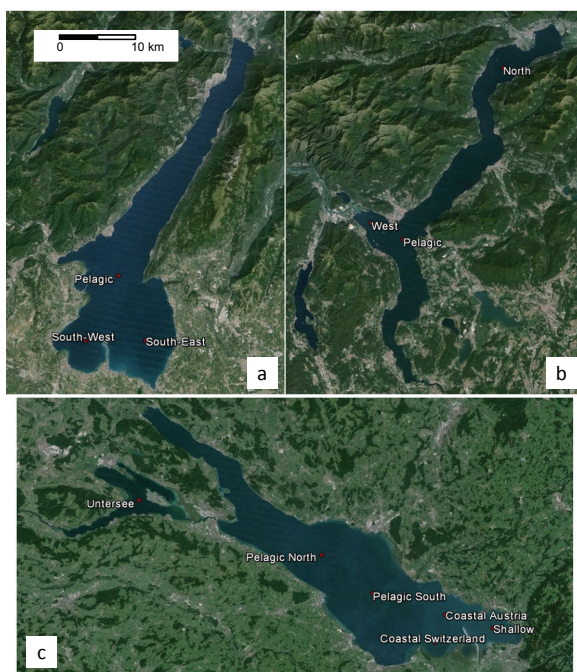 0 10 km
North
West
Pelagic
Pelagic
South-West
South-East
a
b
Untersee
Pelagic North
Pelagic South
Coastal Austria
Shallow
Coastal Switzerland
c